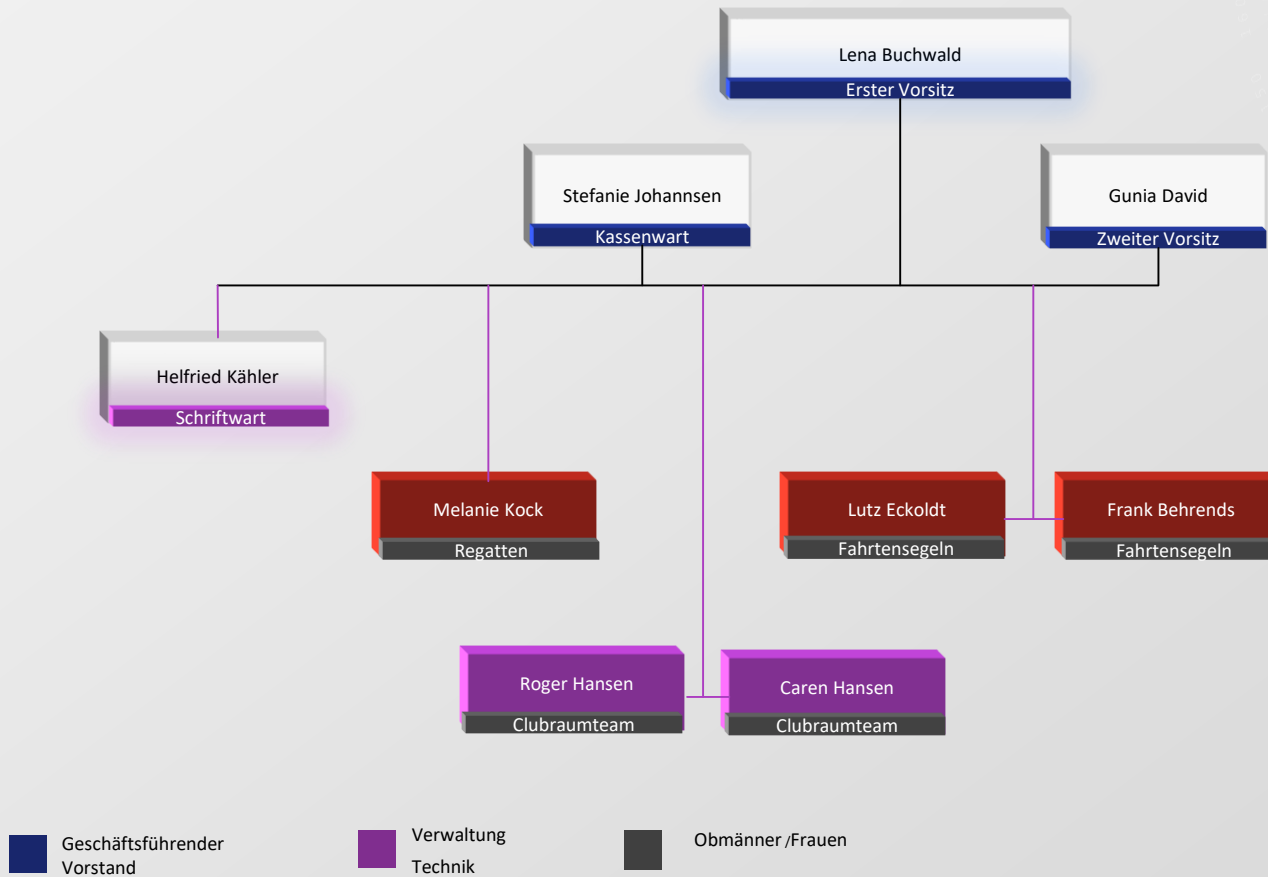 Lena Buchwald
Erster Vorsitz
Stefanie Johannsen
Kassenwart
Gunia David
Zweiter Vorsitz
Helfried Kähler
Schriftwart
Melanie Kock
Regatten
Lutz Eckoldt
Fahrtensegeln
Frank Behrends
Fahrtensegeln
Roger Hansen
Clubraumteam
Caren Hansen
Clubraumteam
Geschäftsführender
Vorstand
Verwaltung
Technik
Obmänner /Frauen